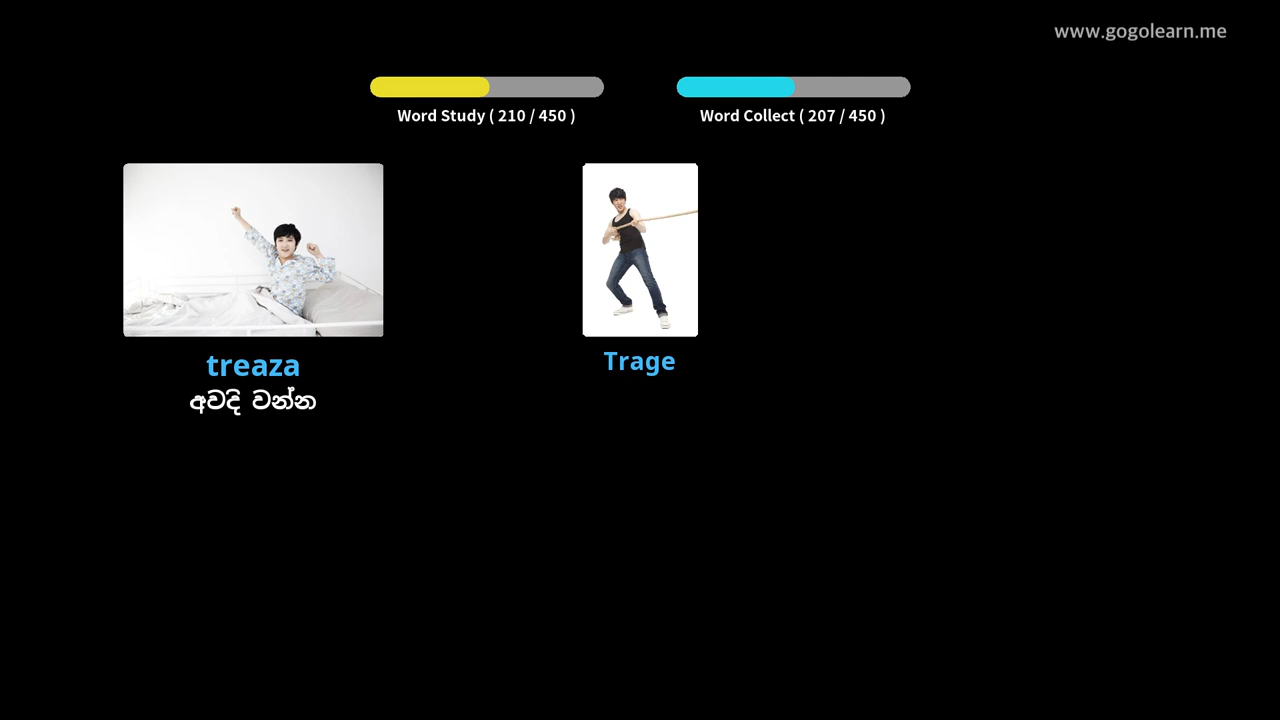 www.gogolearn.me
Word Study ( 210 / 450 )
Word Collect ( 207 / 450 )
treaza
අවදි වන්න
Trage